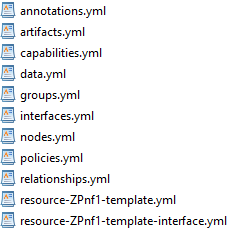 annotations.yml
artifacts.yml
capabilities.yml
data.yml
groups.yml
interfaces.yml
nodes.yml
policies.yml
relationships.yml
resource-ZPnf1-template.yml
resource-ZPnf1-template-interface.yml